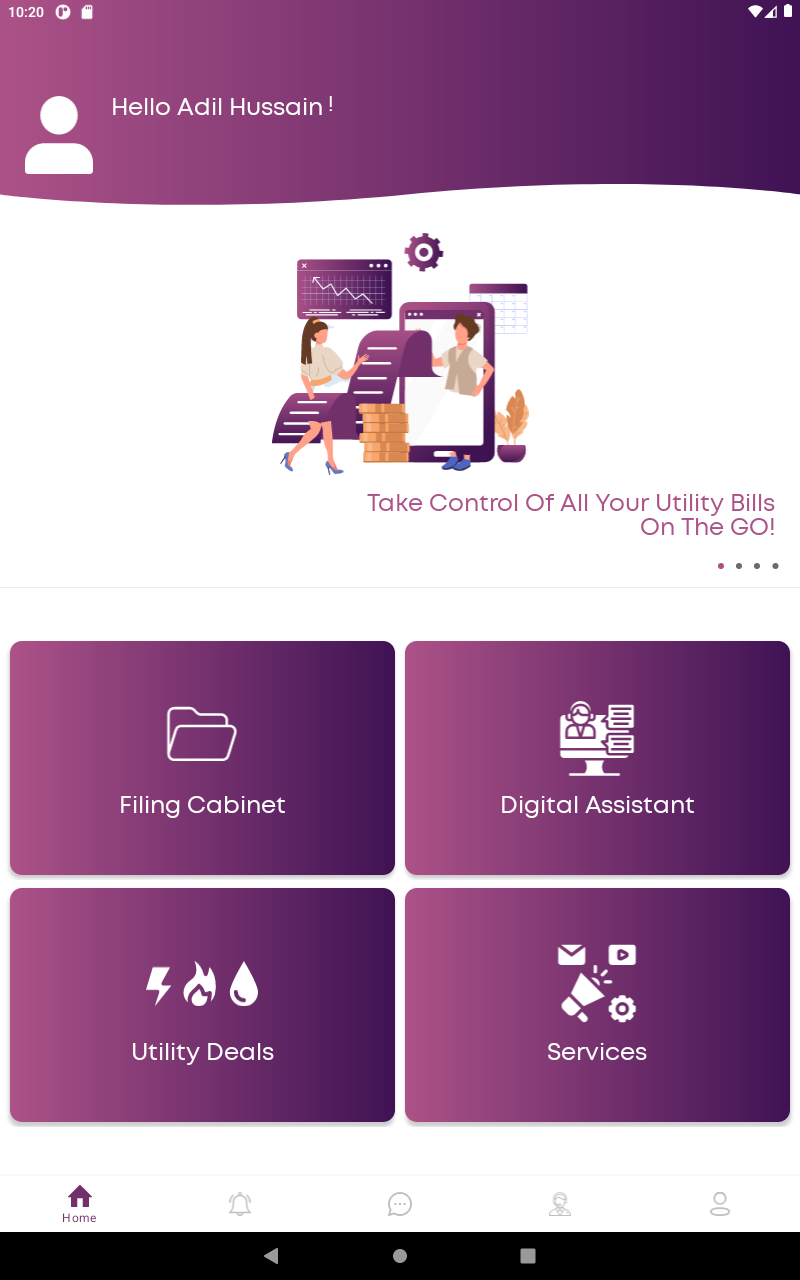 10:20
Hello Adil Hussain !
Take Control Of All Your Utility Bills
On The GO!
Filing Cabinet
Digital Assistant
Utility Deals
Services
Home